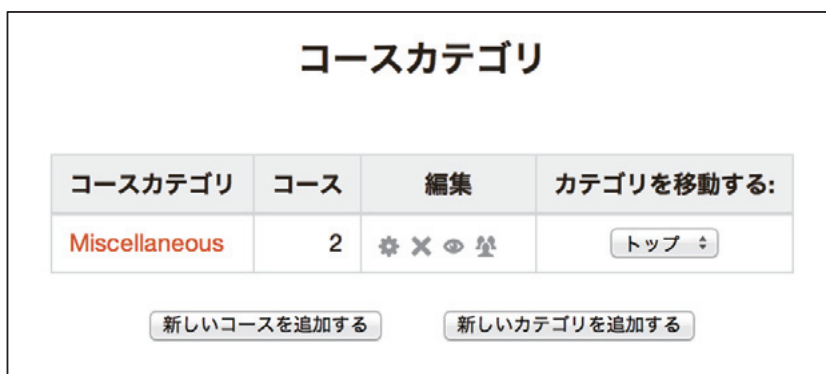 コースカテゴリ
コースカテゴリ コース 編集 カテゴリを移動する:
Miscellaneous 2 トップ
新しいコースを追加する 新しいカテゴリを追加する